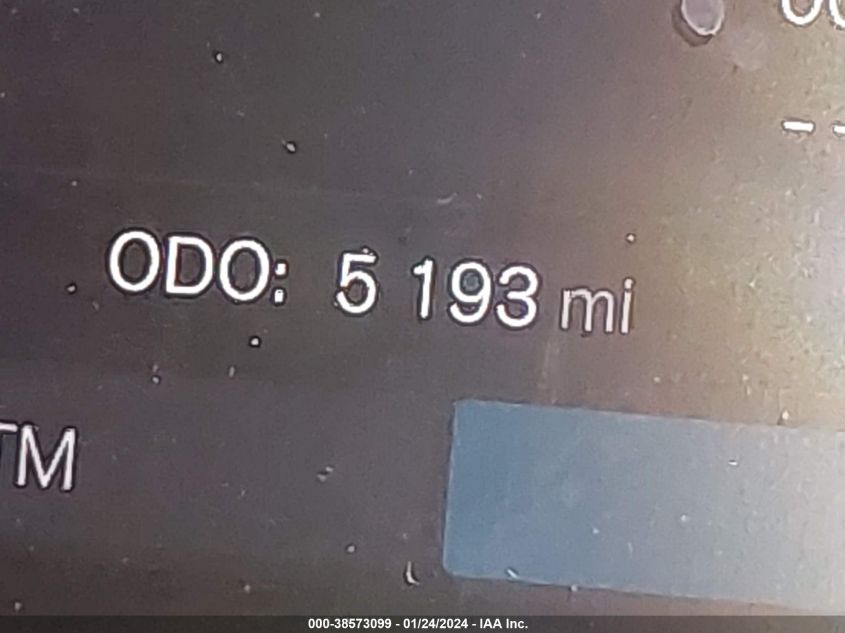 ODO: 5 193 mi
TM
000-38573099 - 01/24/2024 - IAA Inc.